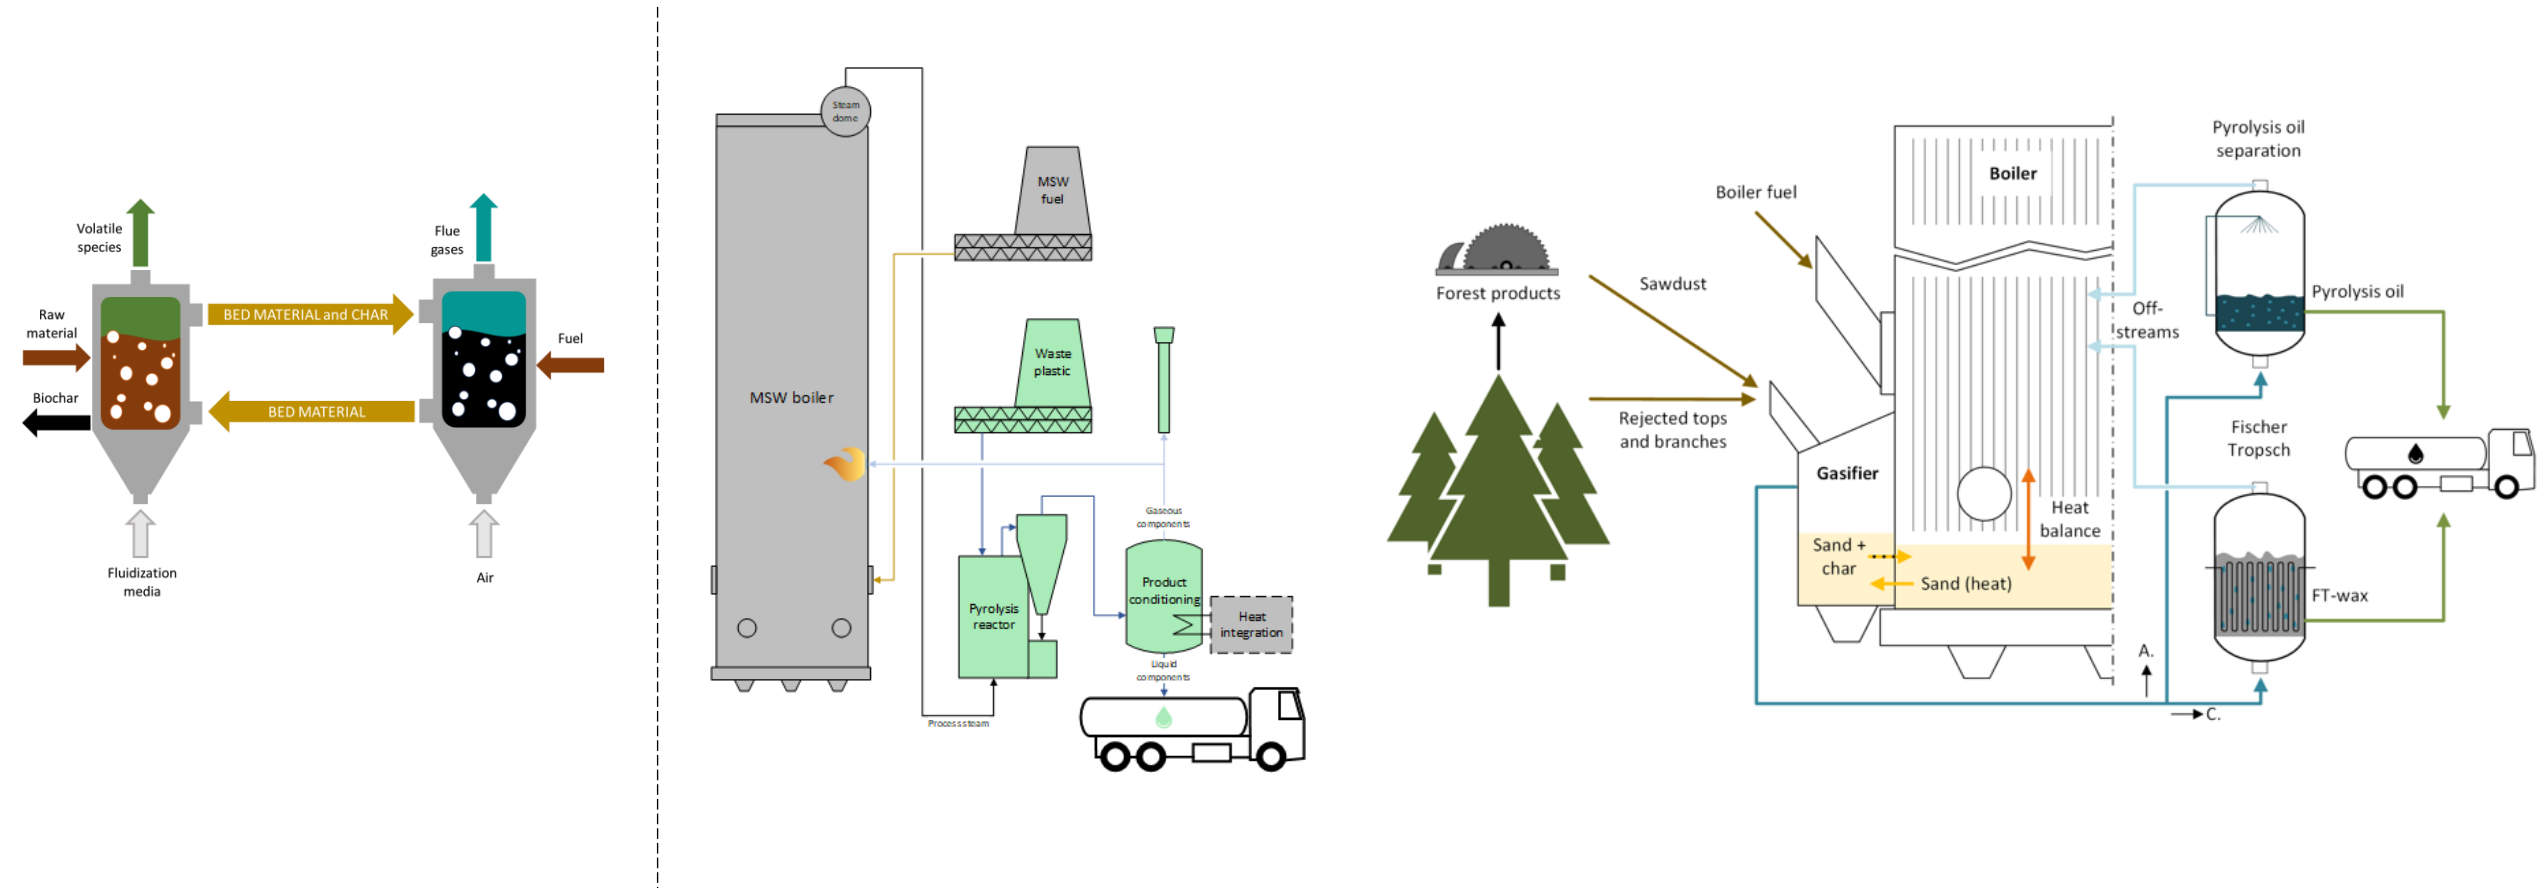 Volatile
species
Flue
gases
Raw
material
BED MATERIAL and CHAR
Fuel
Biochar
BED MATERIAL
Fluidization
media
Air
Steam
dome
MSW
fuel
MSW boiler
Waste
plastic
Gaseous
components
Pyrolysis
reactor
Product
conditioning
Heat
integration
Liquid
components
Process steam
Forest products
Sawdust
Rejected tops
and branches
Boiler fuel
Boiler
Gasifier
Sand +
char
Sand (heat)
Heat
balance
Off-
streams
Pyrolysis oil
separation
Pyrolysis oil
Fischer
Tropsch
FT-wax
A.
C.